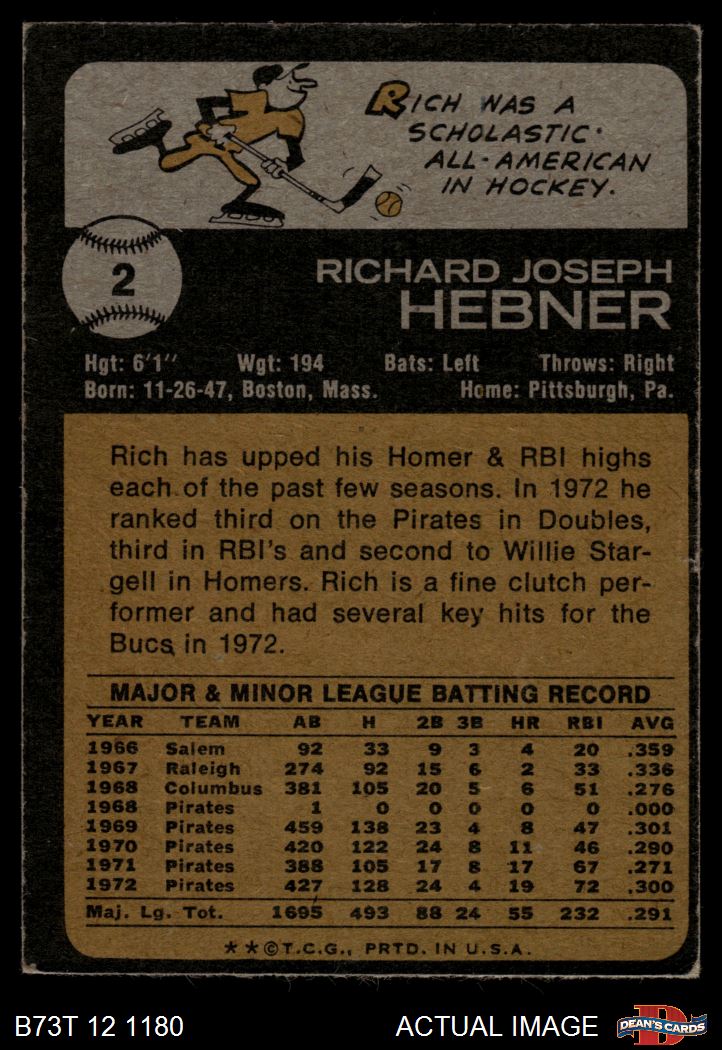 RICH WAS A
SCHOLASTIC
ALL-AMERICAN
IN HOCKEY.
2
RICHARD JOSEPH
HEBNER
Hgt: 6'1" Wgt: 194 Bats: Left Throws: Right
Born: 11-26-47, Boston, Mass. Home: Pittsburgh, Pa.
Rich has upped his Homer & RBI highs
each of the past few seasons. In 1972 he
ranked third on the Pirates in Doubles,
third in RBI's and second to Willie Star-
gell in Homers. Rich is a fine clutch per-
former and had several key hits for the
Bucs in 1972.
MAJOR & MINOR LEAGUE BATTING RECORD
YEAR TEAM AB H 2B 3B HR RBI AVG
1966 Salem 92 33 9 3 4 20 .359
1967 Raleigh 274 92 15 6 2 33 .336
1968 Columbus 381 105 20 5 6 51 .276
1968 Pirates 1 0 0 0 0 0 .000
1969 Pirates 459 138 23 4 8 47 .301
1970 Pirates 420 122 24 8 11 46 .290
1971 Pirates 388 105 17 8 17 67 .271
1972 Pirates 427 128 24 4 19 72 .300
Maj. Lg. Tot. 1695 493 88 24 55 232 .291
★★©T.C.G., PRTD. IN U.S.A.
B73T 12 1180 ACTUAL IMAGE D DEAN'S CARDS